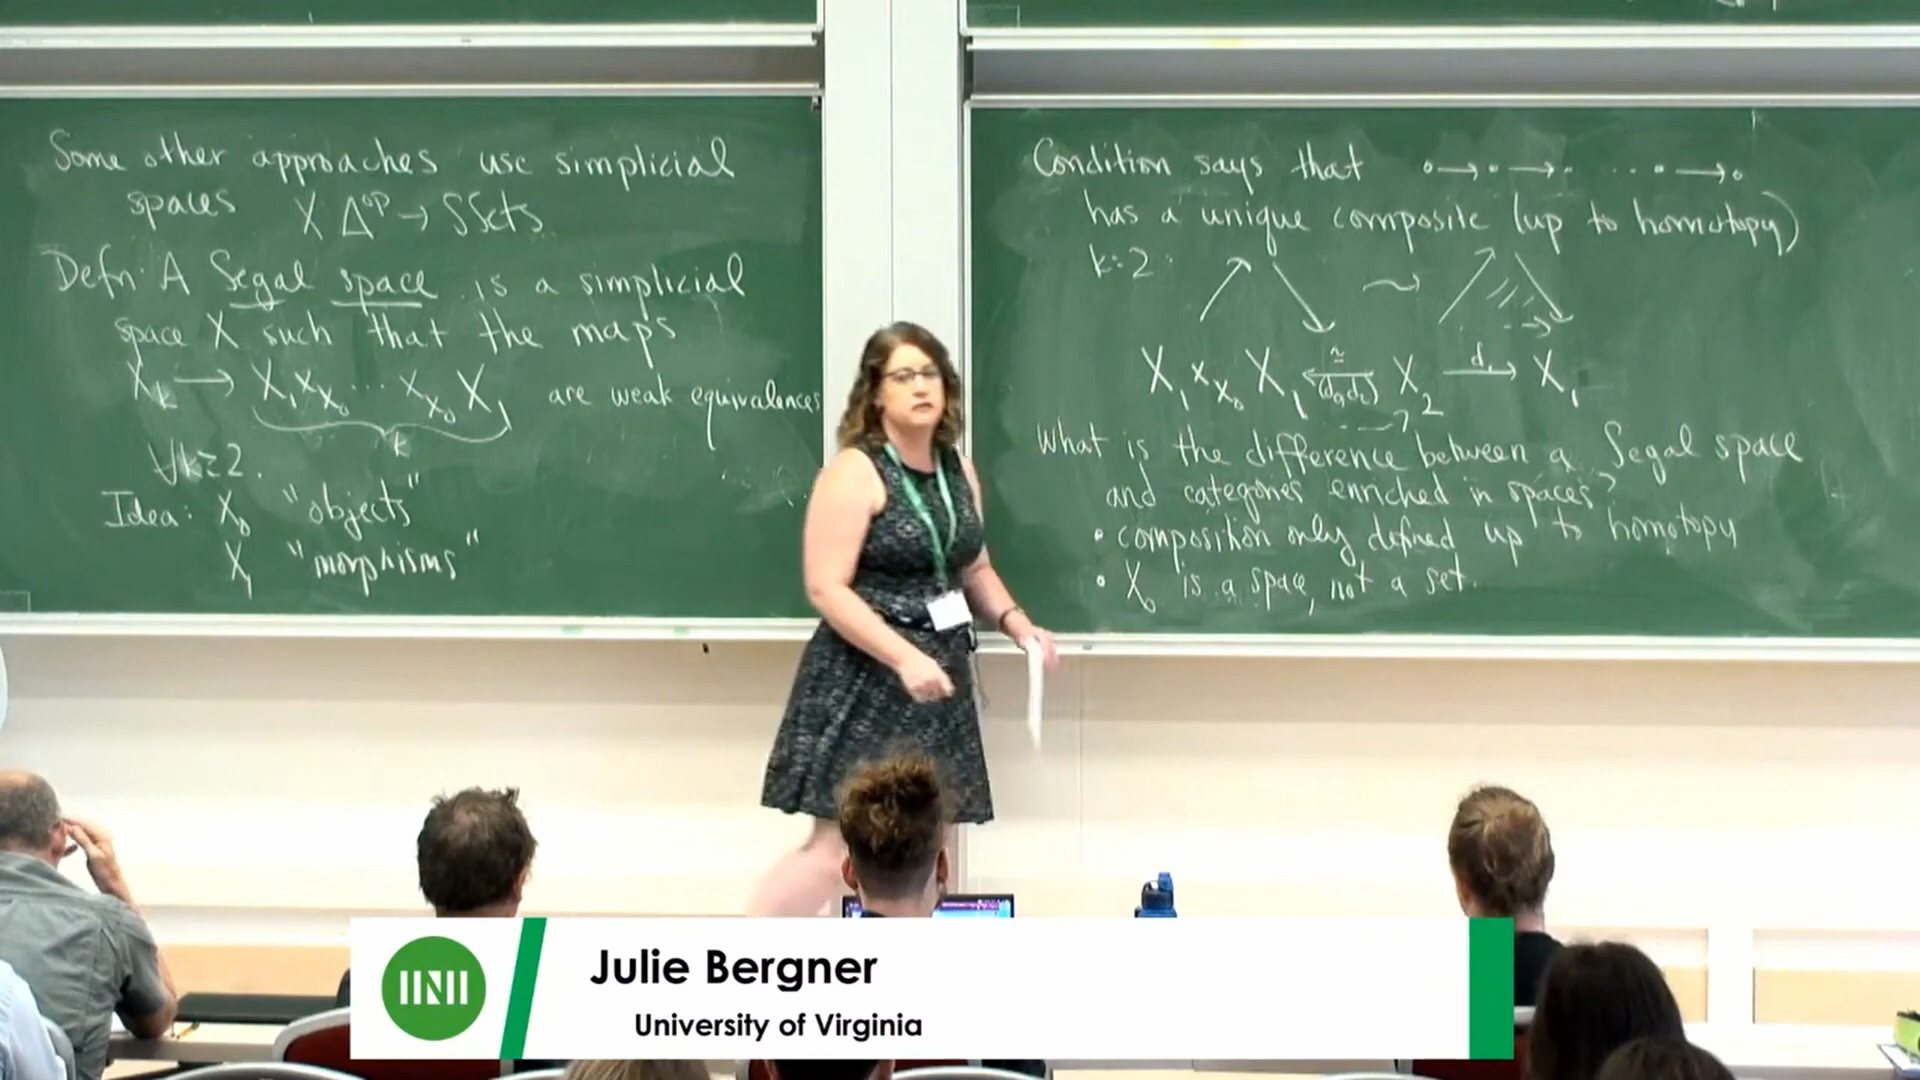 Some other approaches use simplicial
spaces X Δ^op → SSets
Defn: A Segal space is a simplicial
space X such that the maps
X_k → X_1 ×_{X_0} ... ×_{X_0} X_1 are weak equivalences
k
∀k≥2.
Idea: X_0 "objects"
X_1 "morphisms"
Condition says that ∘→∘→· ... ∘→∘
has a unique composite (up to homotopy)
k=2:
X_1 ×_{X_0} X_1 ←≃ (d_0,d_2) X_2 →d_1 X_1
What is the difference between a Segal space
and categories enriched in spaces?
• composition only defined up to homotopy
• X_0 is a space, not a set.
Julie Bergner
University of Virginia